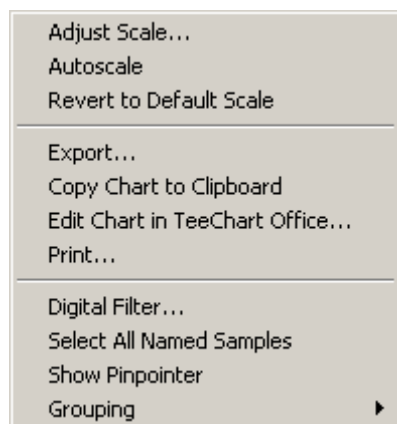 Adjust Scale...
Autoscale
Revert to Default Scale
Export...
Copy Chart to Clipboard
Edit Chart in TeeChart Office...
Print...
Digital Filter...
Select All Named Samples
Show Pinpointer
Grouping